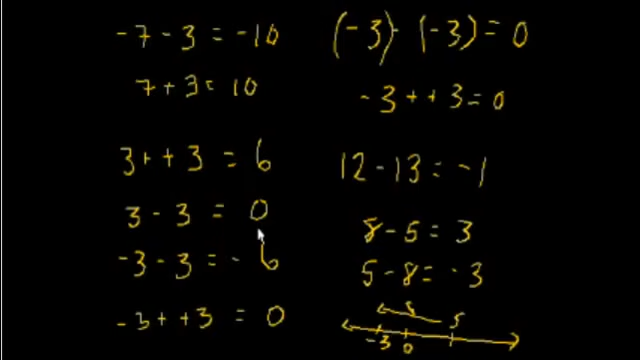 -7 - 3 = -10
7 + 3 = 10
3 + + 3 = 6
3 - 3 = 0
-3 - 3 = - 6
-3 + + 3 = 0
(-3) - (-3) = 0
-3 + + 3 = 0
12 - 13 = -1
8 - 5 = 3
5 - 8 = - 3
8
5
-3 0